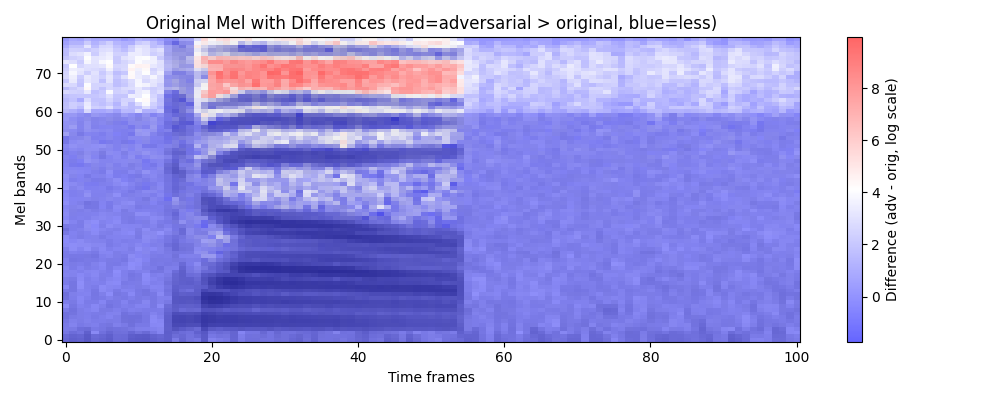 Original Mel with Differences (red=adversarial > original, blue=less)
Mel bands
70
60
50
40
30
20
10
0
0 20 40 60 80 100
Time frames
8
6
4
2
0
Difference (adv - orig, log scale)